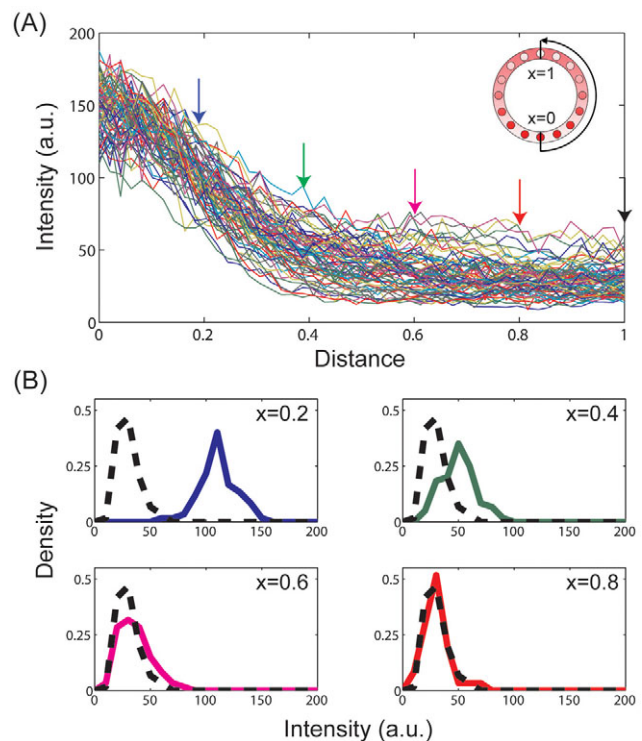 (A)
200
150
100
50
0
Intensity (a.u.)
x=1
x=0
0 0.2 0.4 0.6 0.8 1
Distance
(B)
0.5
0.25
0
x=0.2
0 50 100 150 200
0.5
0.25
0
x=0.4
0 50 100 150 200
Density
0.5
0.25
0
x=0.6
0 50 100 150 200
0.5
0.25
0
x=0.8
0 50 100 150 200
Intensity (a.u.)